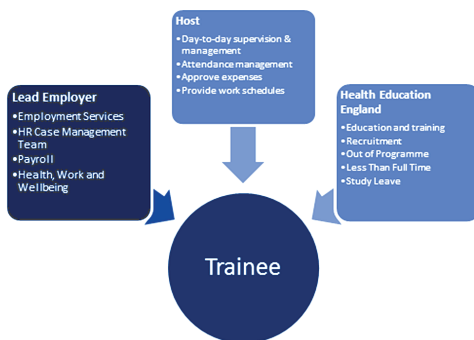 Host
•Day-to-day supervision &
management
•Attendance management
•Approve expenses
•Provide work schedules
Lead Employer
•Employment Services
•HR Case Management
Team
•Payroll
•Health, Work and
Wellbeing
Health Education
England
•Education and training
•Recruitment
•Out of Programme
•Less Than Full Time
•Study Leave
Trainee